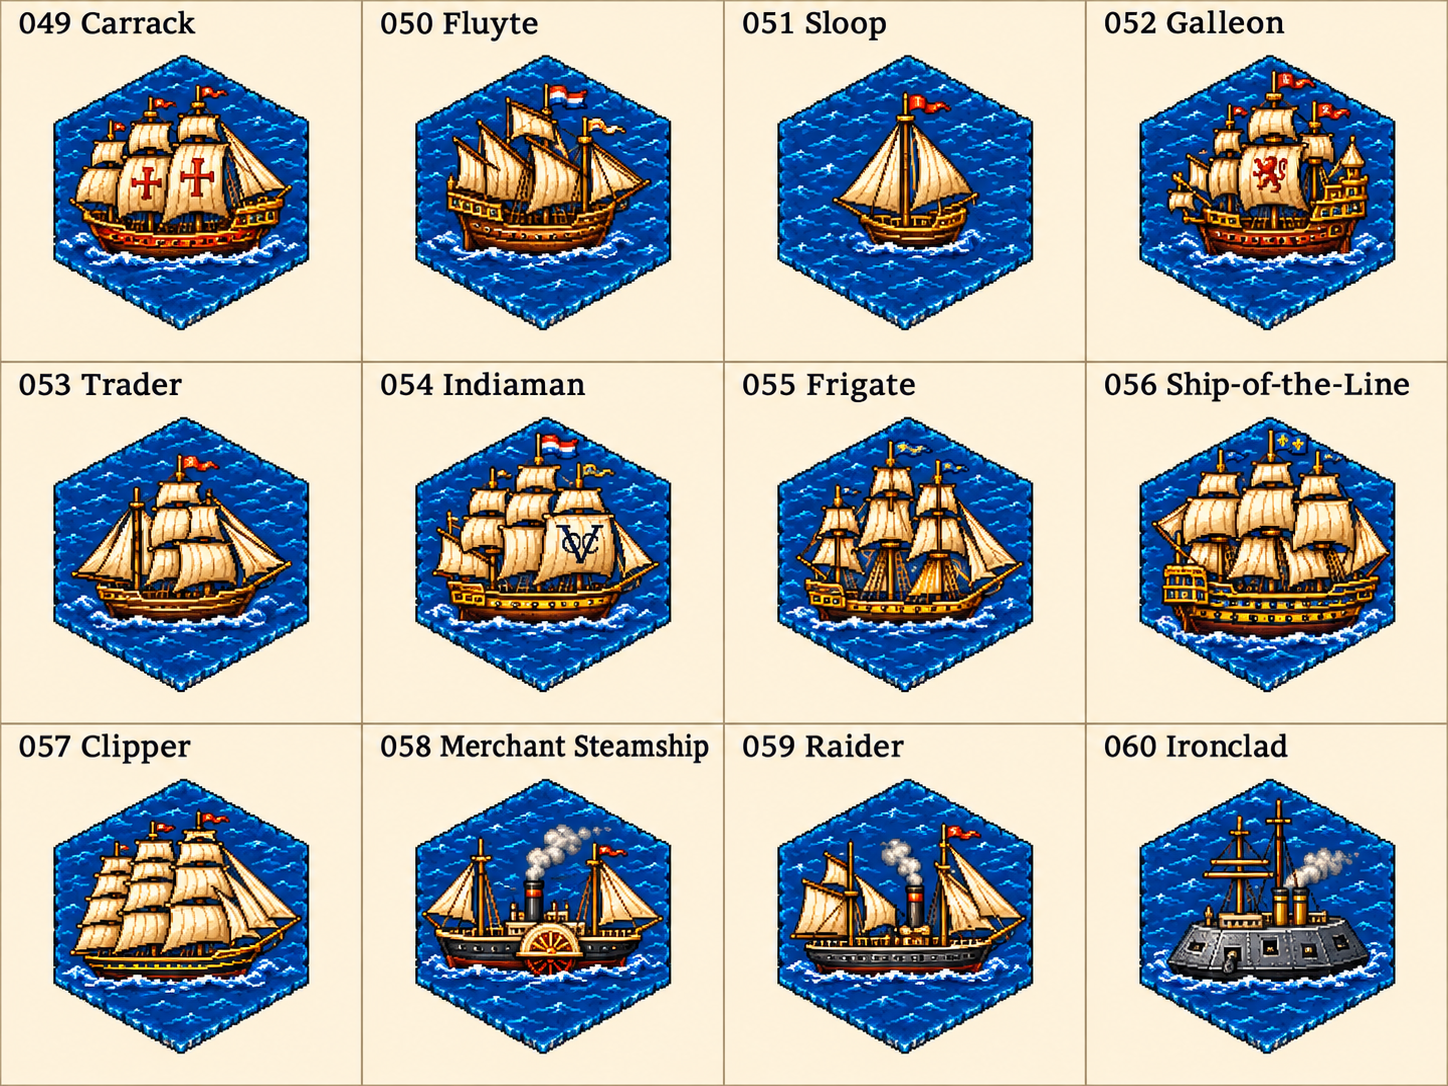 049 Carrack
050 Fluyte
051 Sloop
052 Galleon
053 Trader
054 Indiaman
VOC
055 Frigate
056 Ship-of-the-Line
057 Clipper
058 Merchant Steamship
059 Raider
060 Ironclad